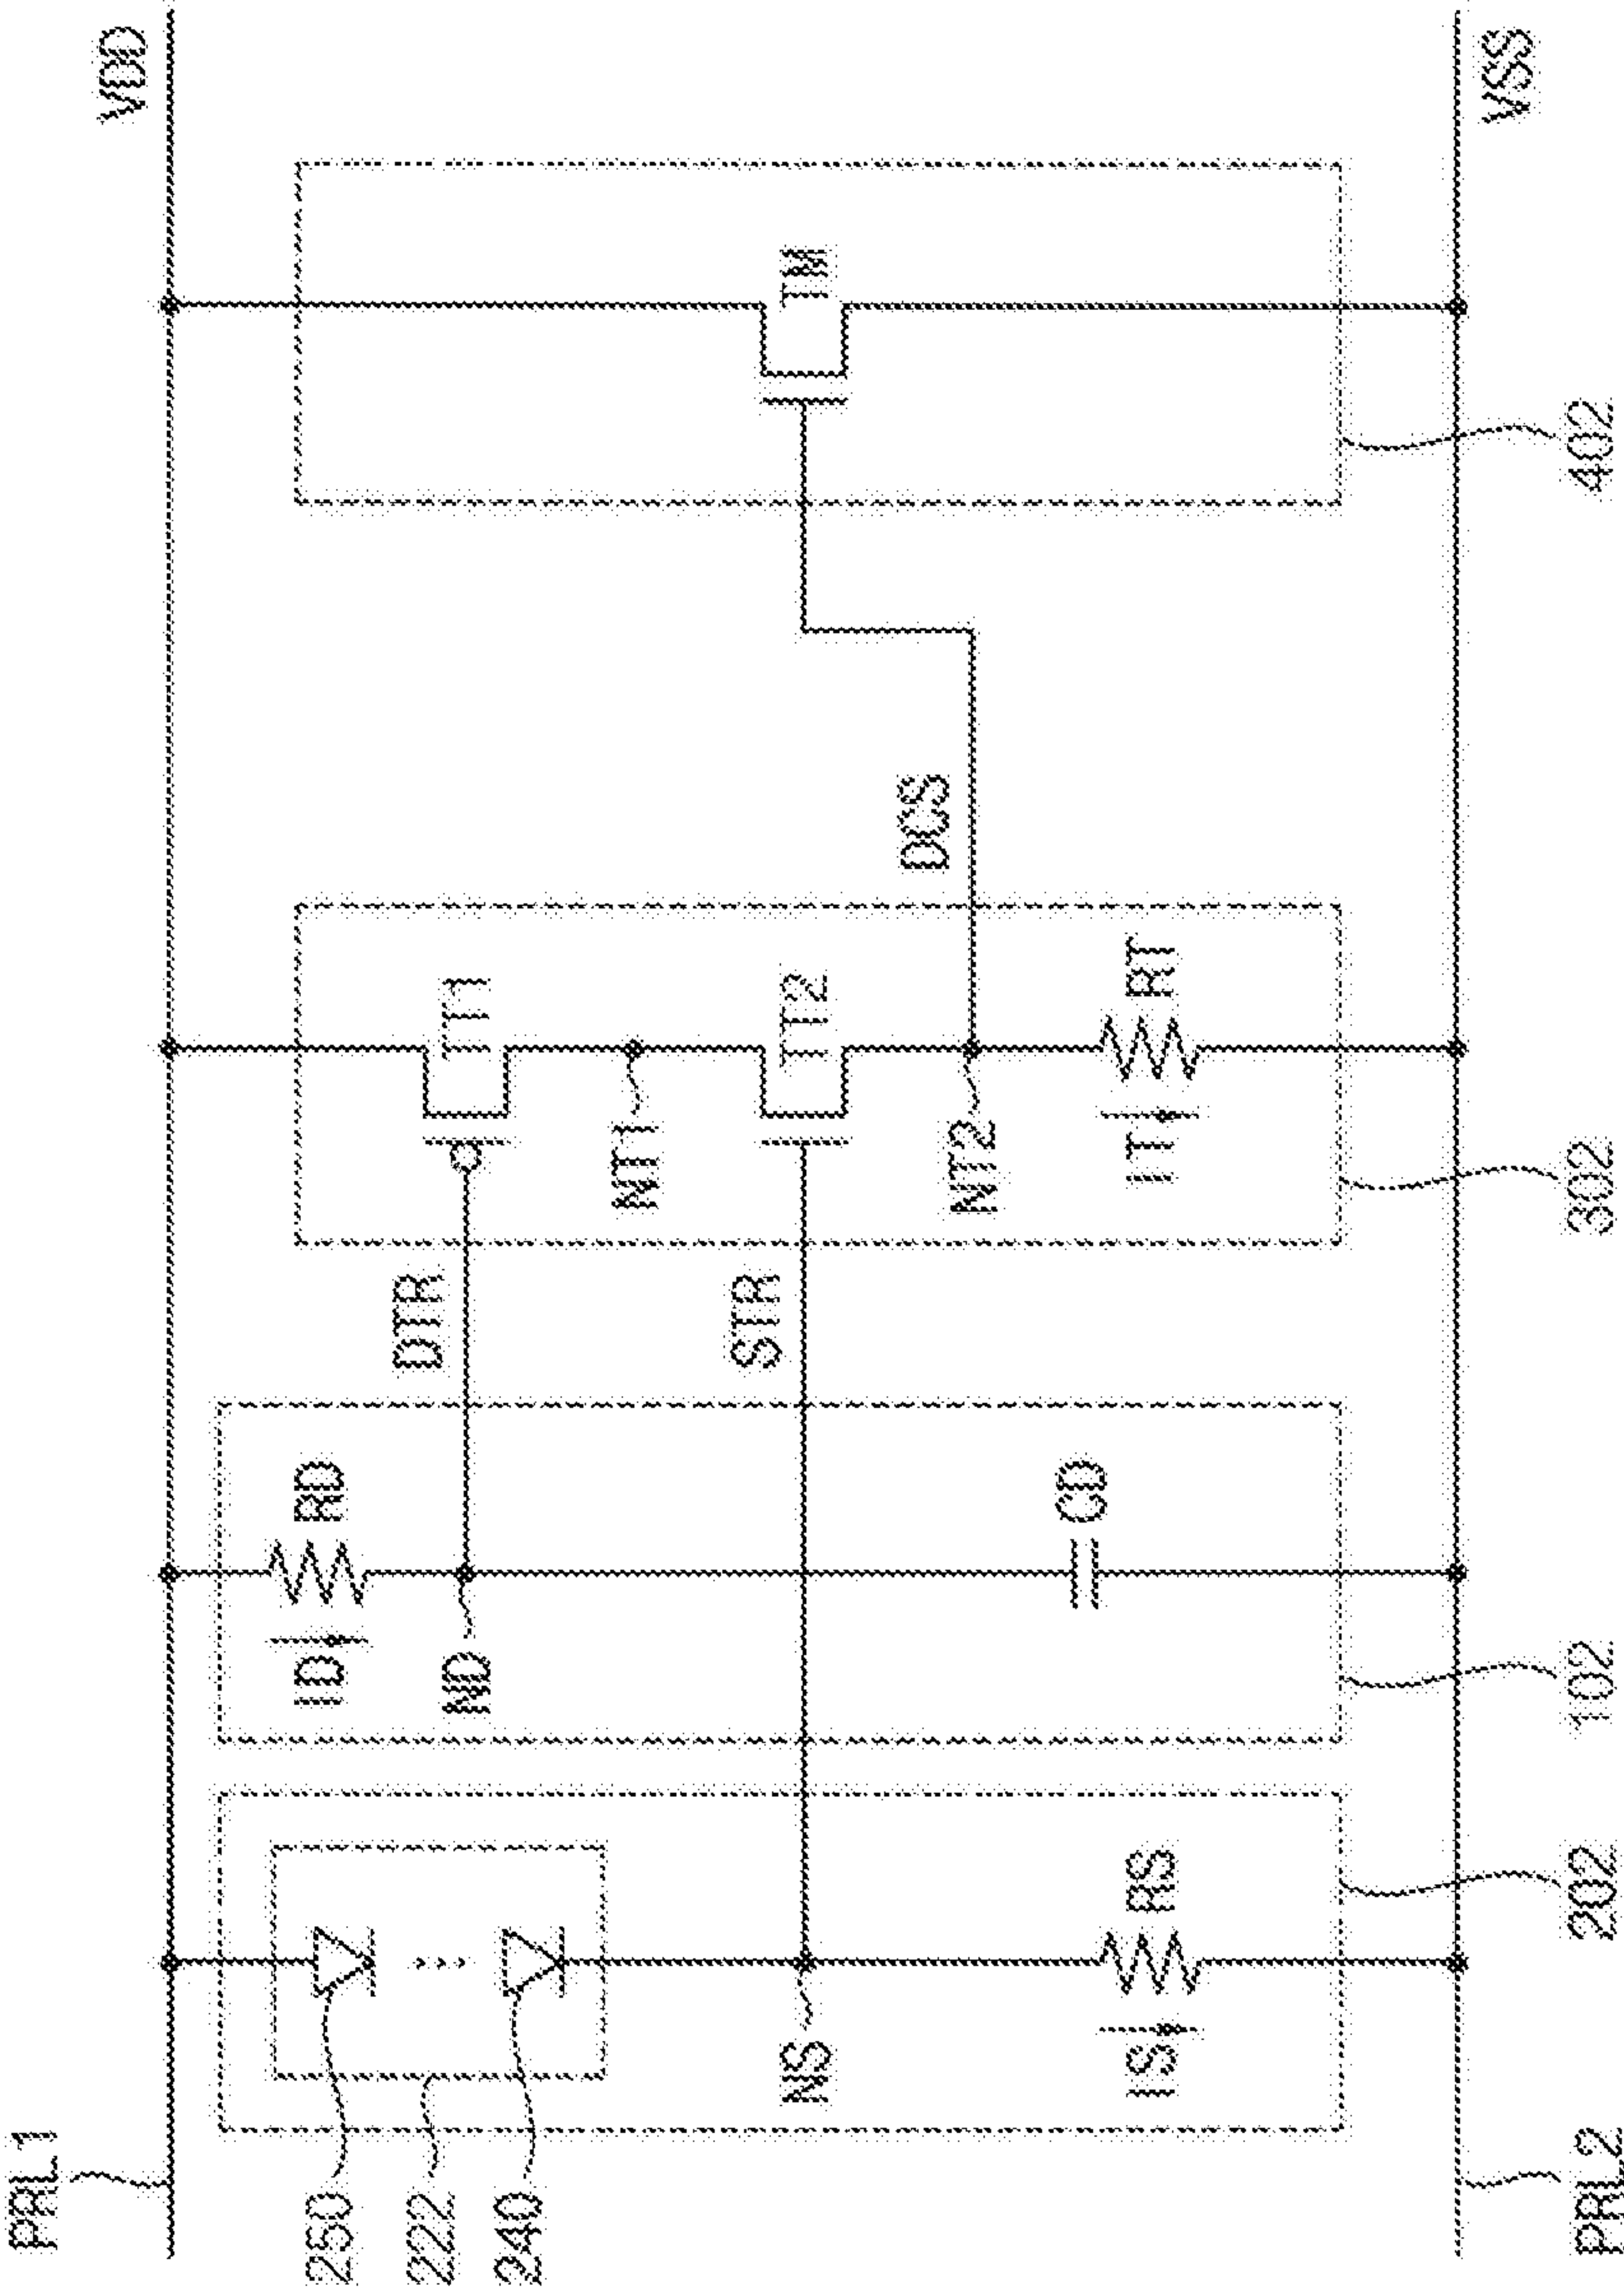 PRL1
VDD
250
222
240
ID
RD
ND
DTR
TT1
NT1
NS
STR
TT2
TM
DCS
NT2
IS
RS
CD
IT
RT
202
102
302
402
PRL2
VSS